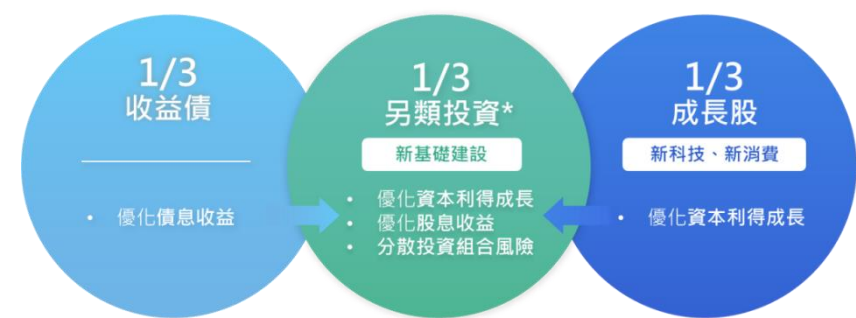 1/3
收益債
• 優化債息收益
1/3
另類投資*
新基礎建設
• 優化資本利得成長
• 優化股息收益
• 分散投資組合風險
1/3
成長股
新科技、新消費
• 優化資本利得成長